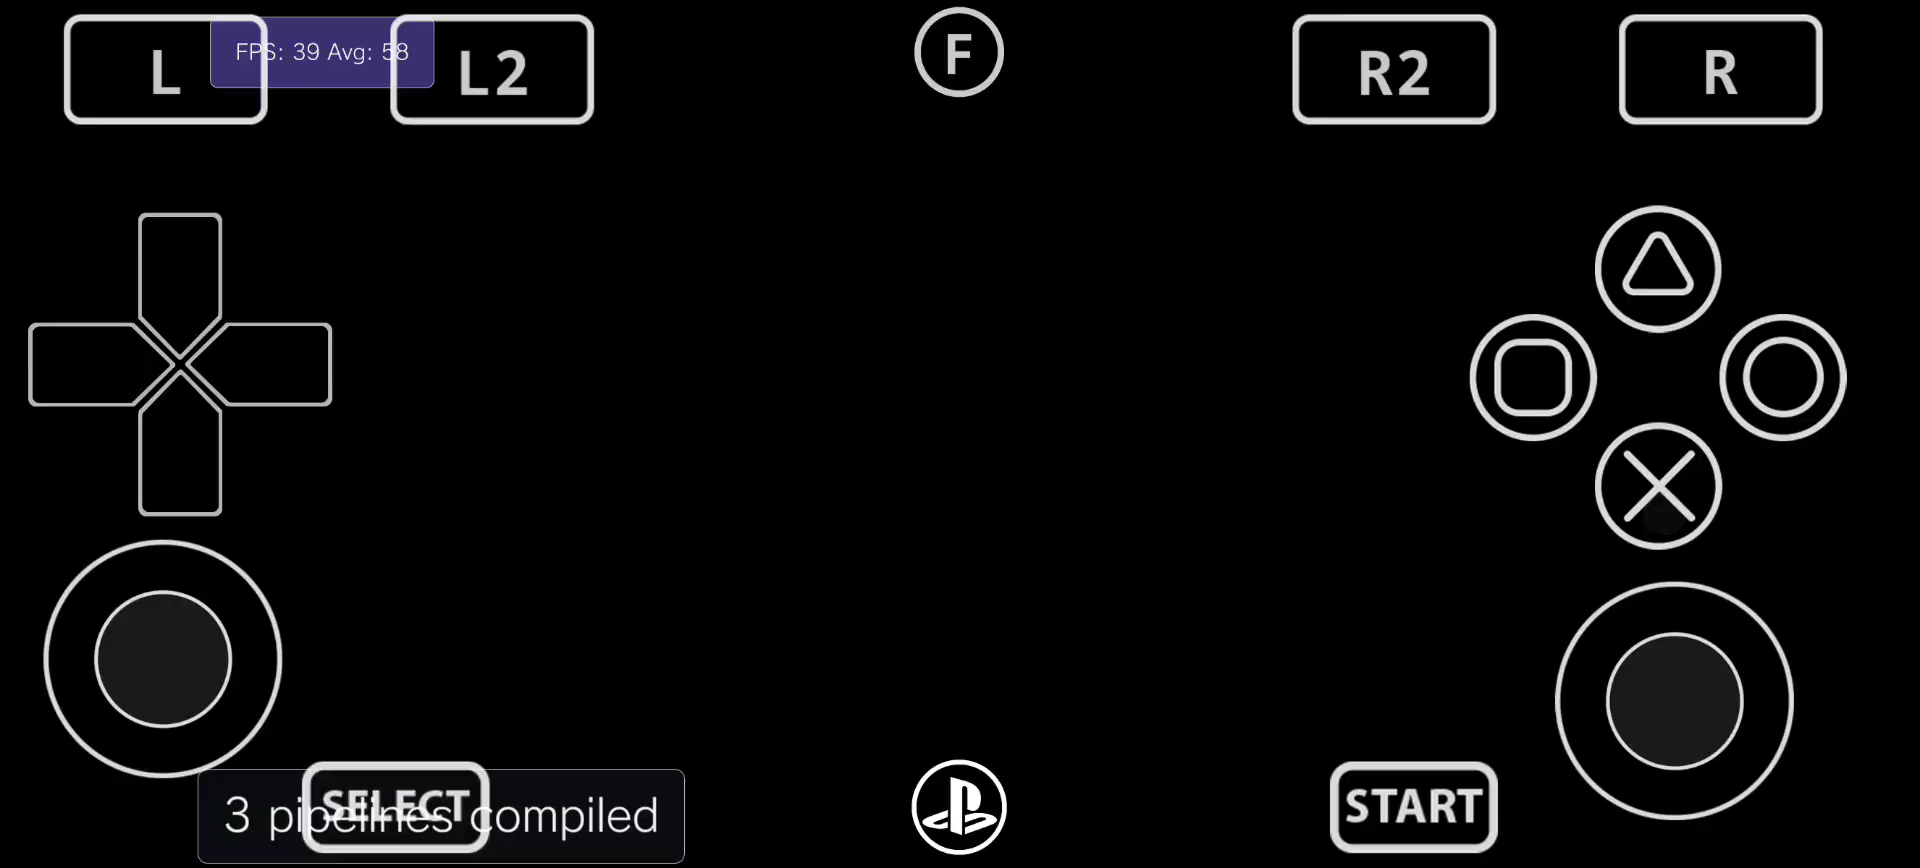 L
FPS: 39 Avg: 58
L2
F
R2
R
SELECT
3 pipelines compiled
START